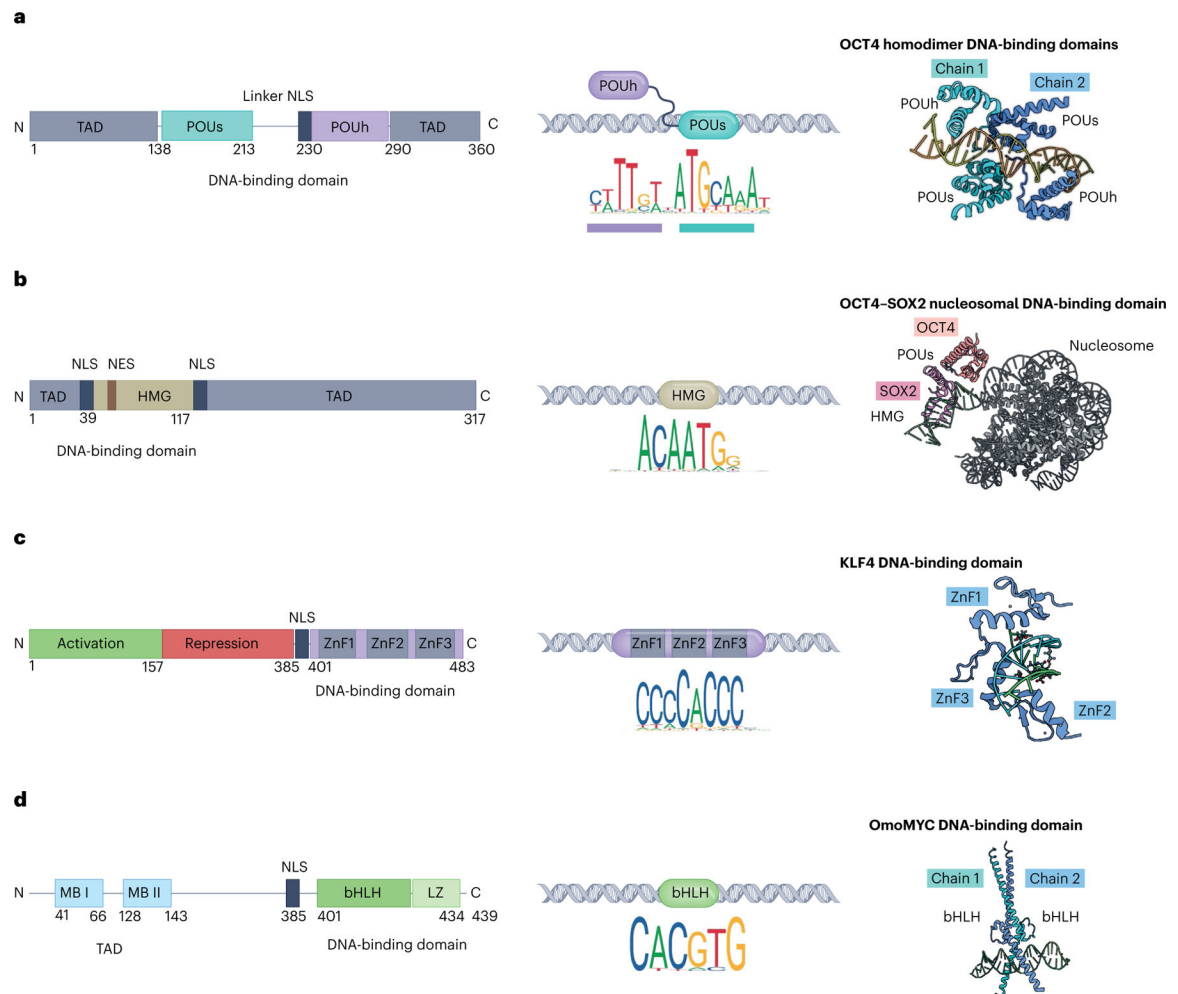 a
OCT4 homodimer DNA-binding domains
Chain 1
Chain 2
POUh
POUs
POUs
POUh
Linker NLS
N TAD POUs POUh TAD C
1 138 213 230 290 360
DNA-binding domain
POUh
POUs
CTTTGTATGCAAAT
b
OCT4–SOX2 nucleosomal DNA-binding domain
OCT4
POUs
SOX2
HMG
Nucleosome
NLS NES NLS
N TAD HMG TAD C
1 39 117 317
DNA-binding domain
HMG
ACAATGG
c
KLF4 DNA-binding domain
ZnF1
ZnF3
ZnF2
NLS
N Activation Repression ZnF1 ZnF2 ZnF3 C
1 157 385 401 483
DNA-binding domain
ZnF1 ZnF2 ZnF3
CCCCACCC
d
OmoMYC DNA-binding domain
Chain 1
Chain 2
bHLH
bHLH
NLS
N MB I MB II bHLH LZ C
41 66 128 143 385 401 434 439
TAD
DNA-binding domain
bHLH
CACGTG